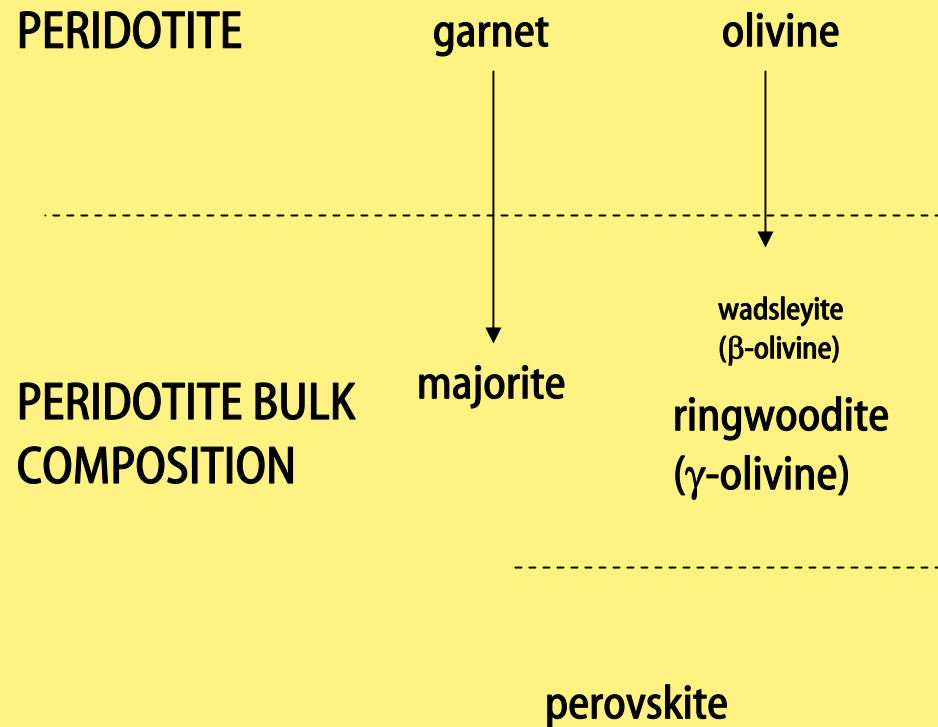 PERIDOTITE
garnet
olivine
wadsleyite
(β-olivine)
majorite
PERIDOTITE BULK
COMPOSITION
ringwoodite
(γ-olivine)
perovskite